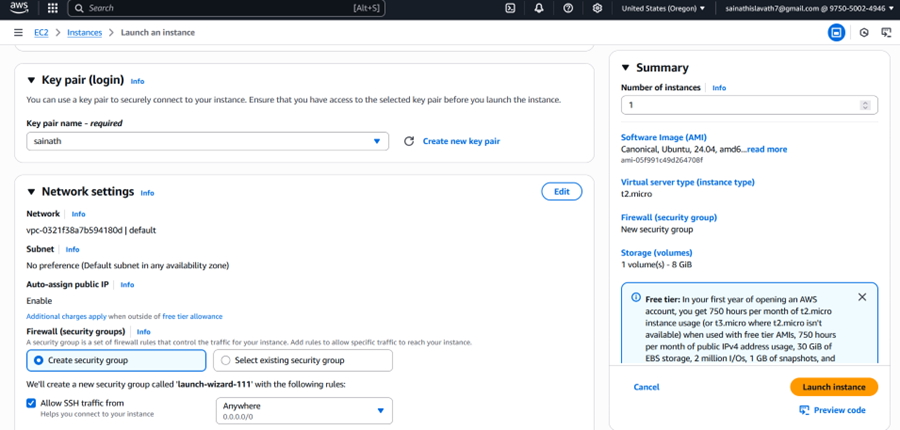 aws
Search
[Alt+S]
United States (Oregon)
sainathislavath7@gmail.com @ 9750-5002-4946
EC2 > Instances > Launch an instance
Key pair (login) Info
You can use a key pair to securely connect to your instance. Ensure that you have access to the selected key pair before you launch the instance.
Key pair name - required
sainath
Create new key pair
Network settings Info
Edit
Network Info
vpc-0321f38a7b594180d | default
Subnet Info
No preference (Default subnet in any availability zone)
Auto-assign public IP Info
Enable
Additional charges apply when outside of free tier allowance
Firewall (security groups) Info
A security group is a set of firewall rules that control the traffic for your instance. Add rules to allow specific traffic to reach your instance.
Create security group
Select existing security group
We'll create a new security group called 'launch-wizard-111' with the following rules:
Allow SSH traffic from
Helps you connect to your instance
Anywhere
0.0.0.0/0
Summary
Number of instances Info
1
Software Image (AMI)
Canonical, Ubuntu, 24.04, amd6...read more
ami-05f991c49d264708f
Virtual server type (instance type)
t2.micro
Firewall (security group)
New security group
Storage (volumes)
1 volume(s) - 8 GiB
Free tier: In your first year of opening an AWS
account, you get 750 hours per month of t2.micro
instance usage (or t3.micro where t2.micro isn't
available) when used with free tier AMIs, 750 hours
per month of public IPv4 address usage, 30 GiB of
EBS storage, 2 million I/Os, 1 GB of snapshots, and
Cancel
Launch instance
Preview code